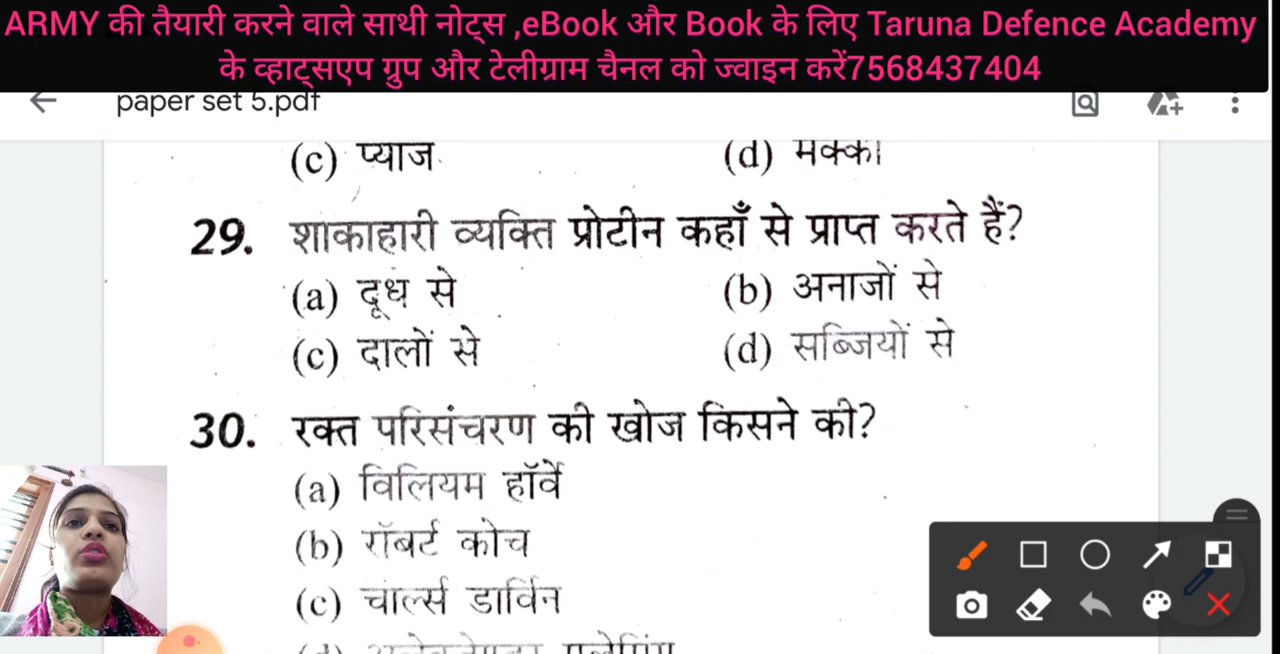 ARMY की तैयारी करने वाले साथी नोट्स ,eBook और Book के लिए Taruna Defence Academy
के व्हाट्सएप ग्रुप और टेलीग्राम चैनल को ज्वाइन करें7568437404
paper set 5.pdf
(c) प्याज (d) मक्का
29. शाकाहारी व्यक्ति प्रोटीन कहाँ से प्राप्त करते हैं?
(a) दूध से (b) अनाजों से
(c) दालों से (d) सब्जियों से
30. रक्त परिसंचरण की खोज किसने की?
(a) विलियम हॉर्वे
(b) रॉबर्ट कोच
(c) चार्ल्स डार्विन